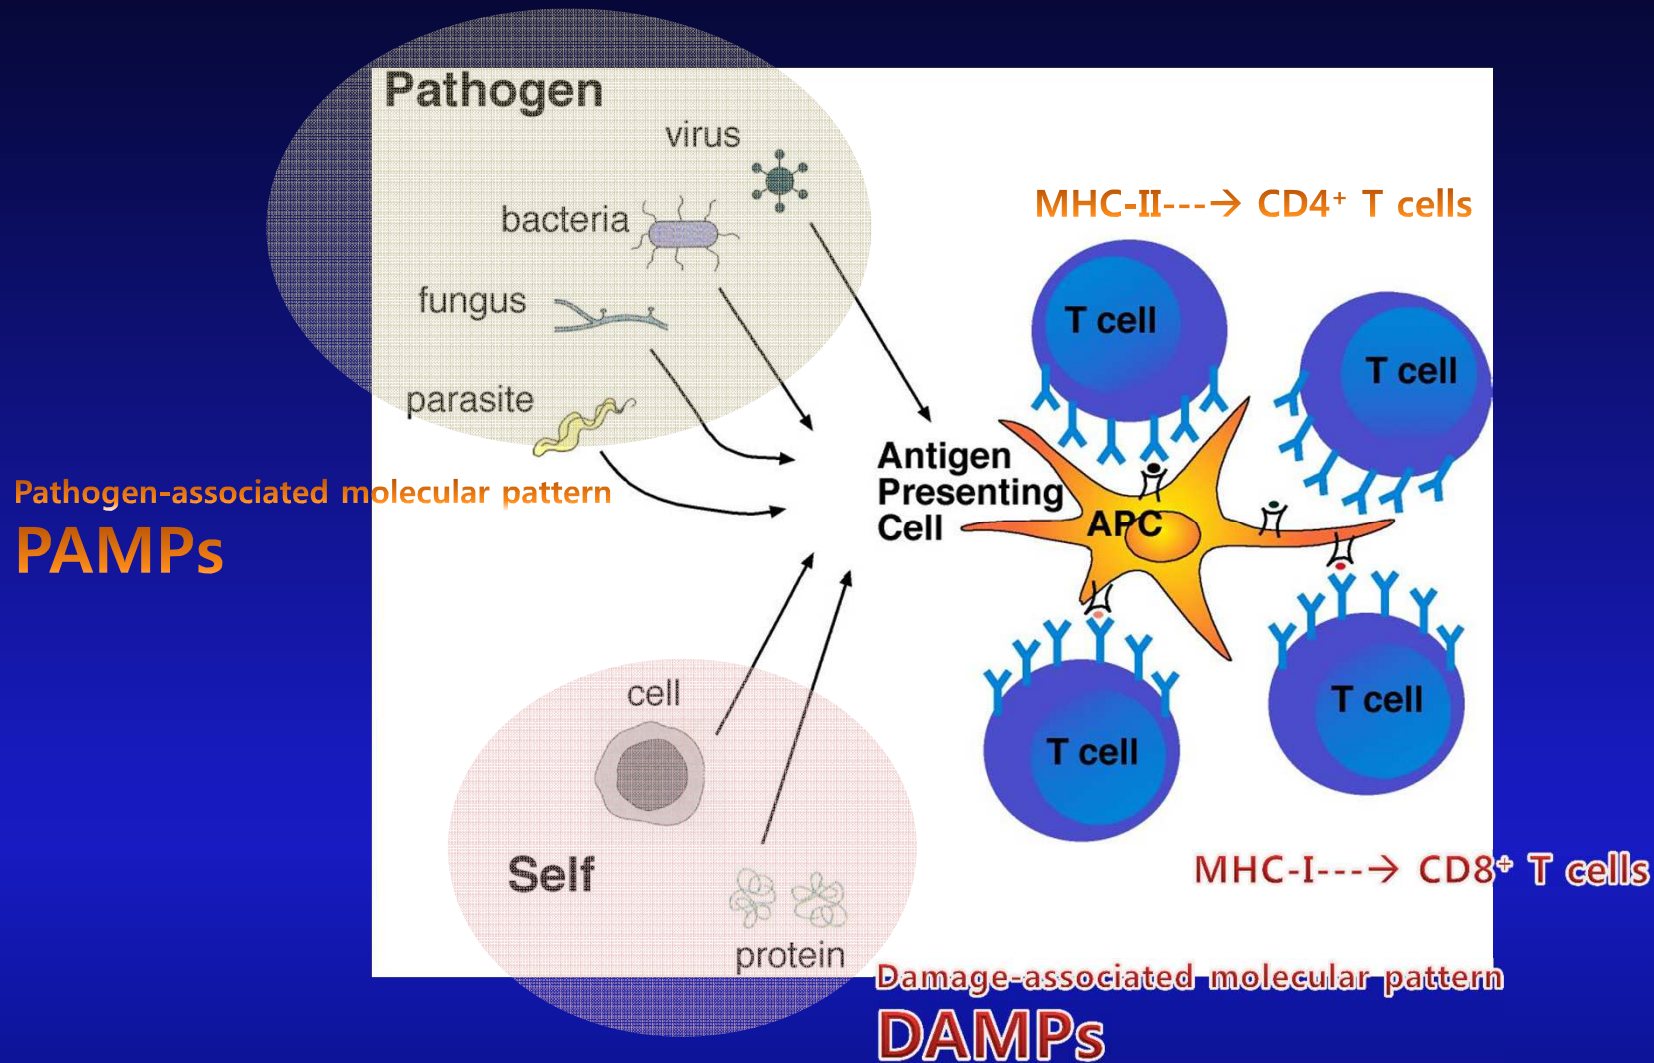 Pathogen
virus
bacteria
fungus
parasite
Pathogen-associated molecular pattern
PAMPs
MHC-II---→ CD4⁺ T cells
T cell
T cell
Antigen
Presenting
Cell
APC
T cell
T cell
cell
Self
protein
MHC-I---→ CD8⁺ T cells
Damage-associated molecular pattern
DAMPs